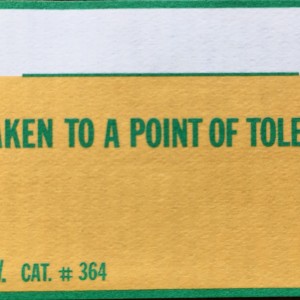 AKEN TO A POINT OF TOLE
CAT. # 364